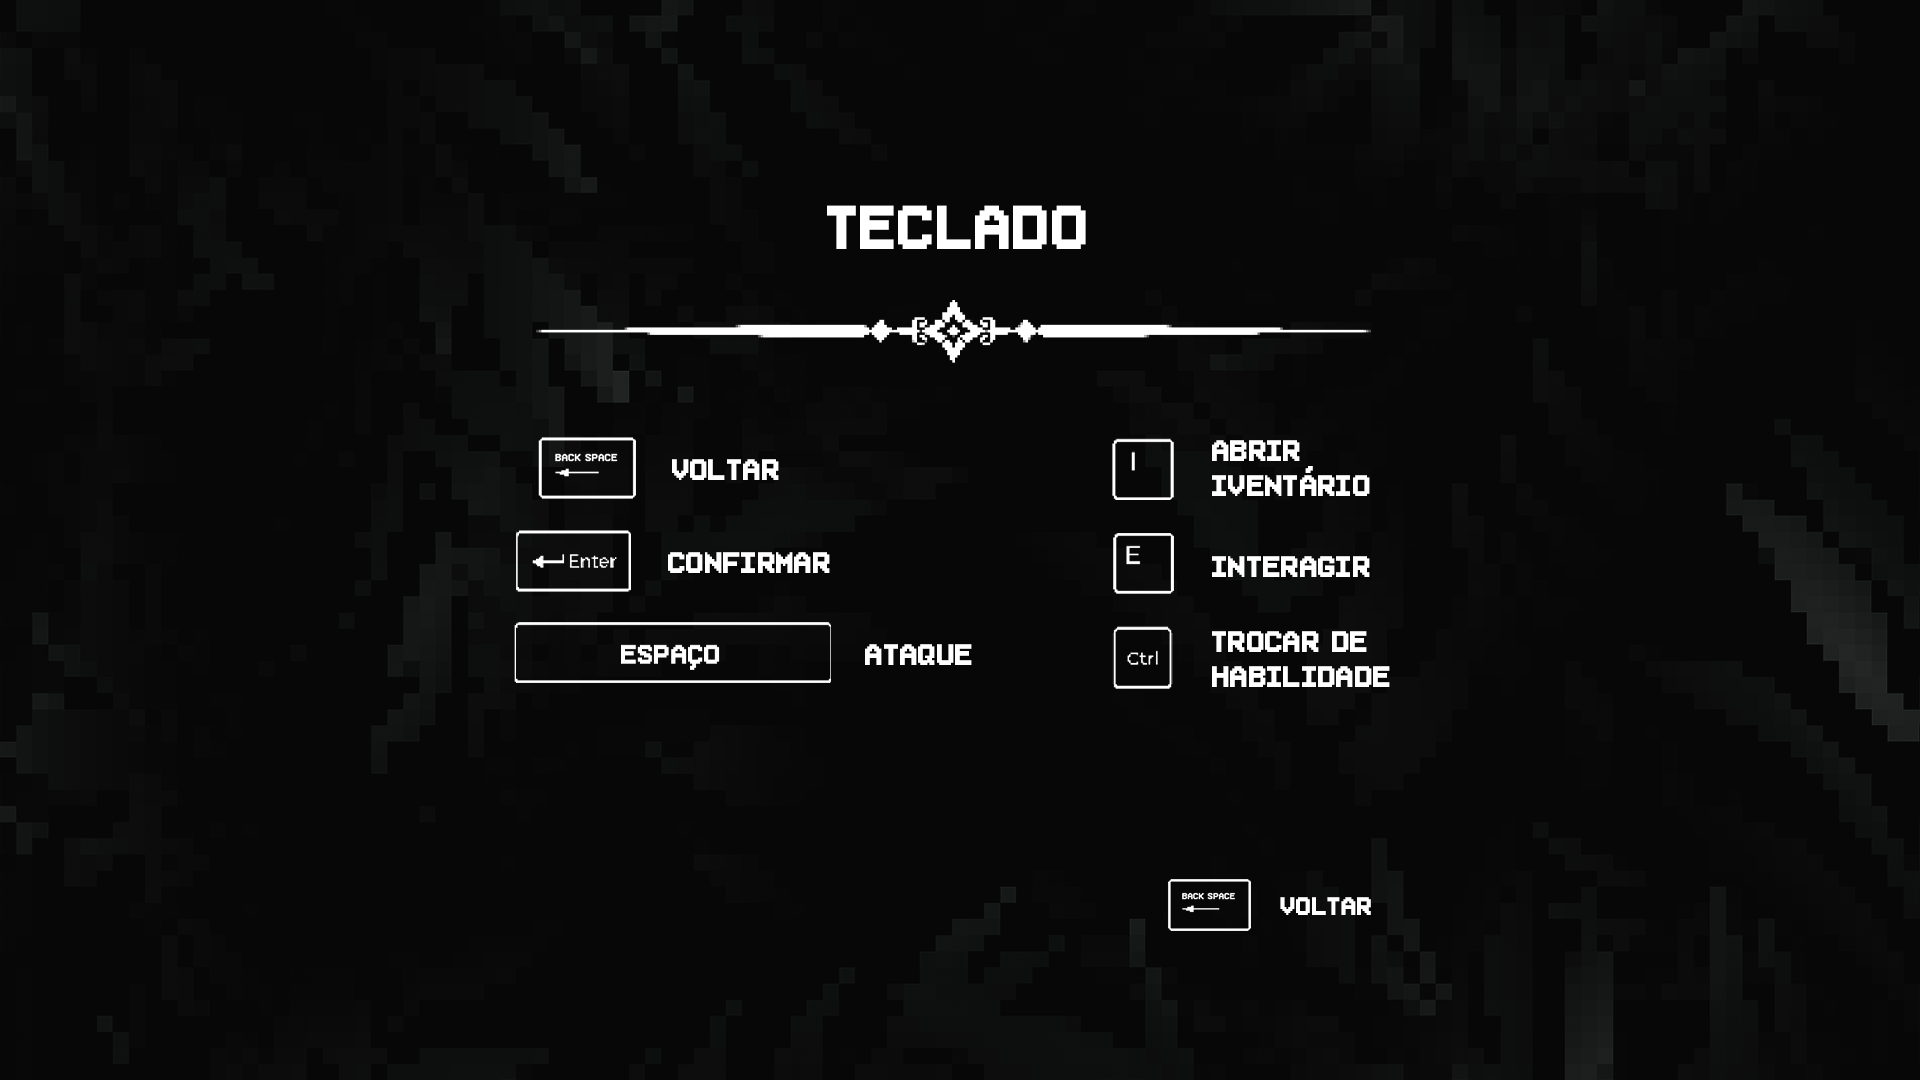 TECLADO
BACK SPACE
VOLTAR
Enter
CONFIRMAR
ESPAÇO
ATAQUE
I
ABRIR
IVENTÁRIO
E
INTERAGIR
Ctrl
TROCAR DE
HABILIDADE
BACK SPACE
VOLTAR